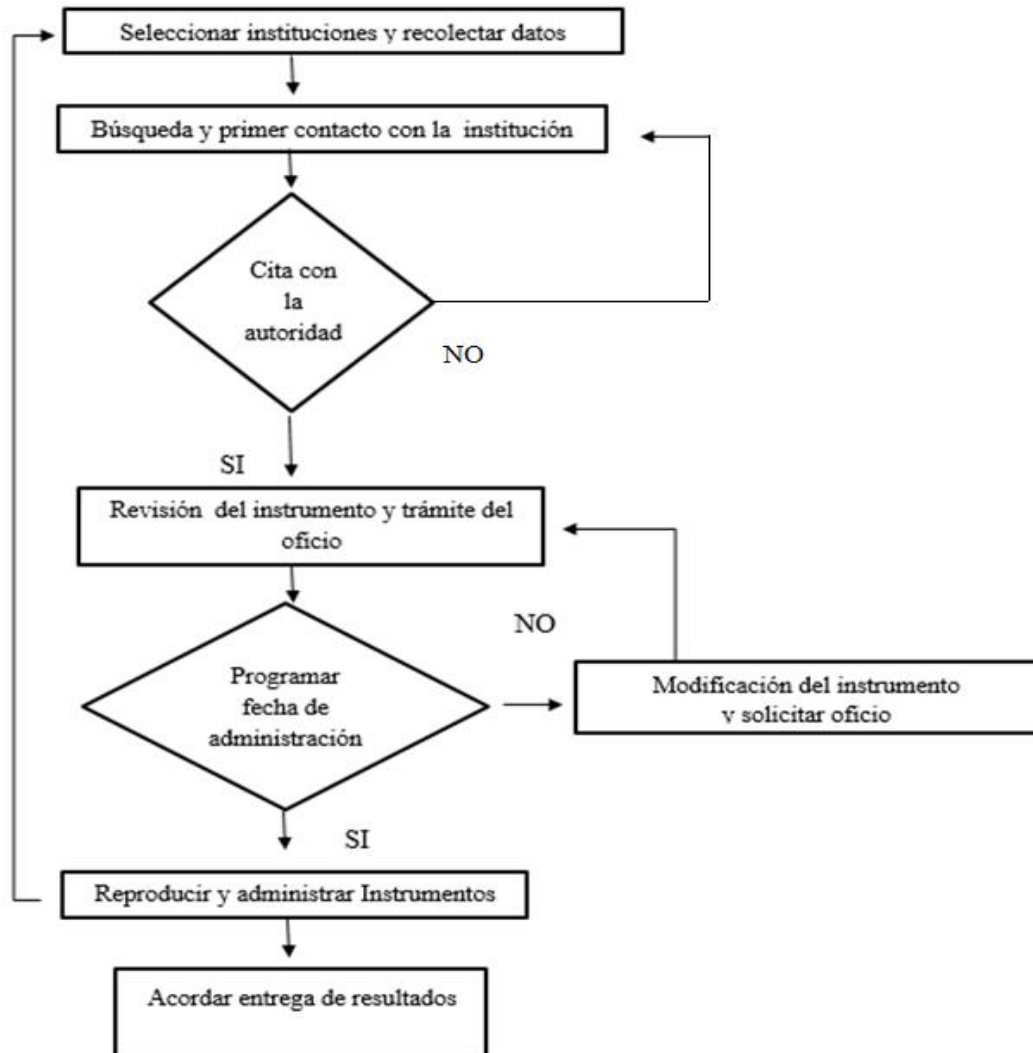 Seleccionar instituciones y recolectar datos
Búsqueda y primer contacto con la institución
Cita con
la
autoridad
NO
SI
Revisión del instrumento y trámite del
oficio
NO
Programar
fecha de
administración
Modificación del instrumento
y solicitar oficio
SI
Reproducir y administrar Instrumentos
Acordar entrega de resultados